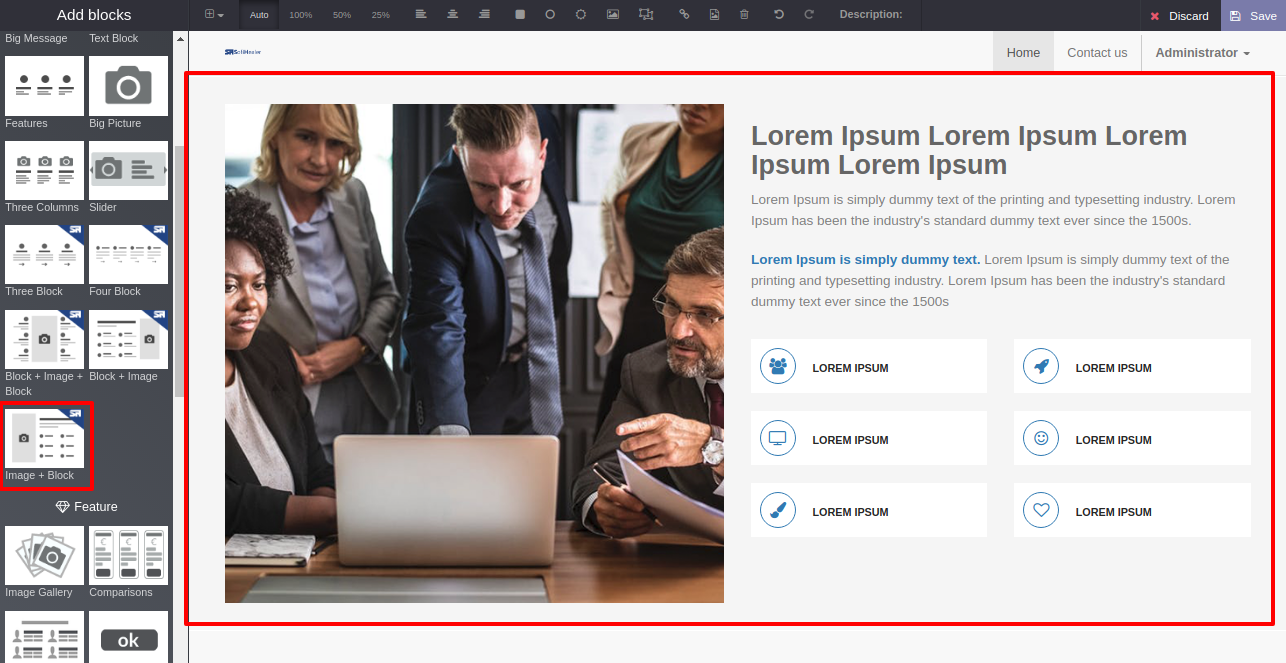 Add blocks
Auto
100%
50%
25%
Description:
Discard
Save
Big Message
Text Block
Features
Big Picture
Three Columns
Slider
Three Block
Four Block
Block + Image + Block
Block + Image
Image + Block
Feature
Image Gallery
Comparisons
ok
Home
Contact us
Administrator
Lorem Ipsum Lorem Ipsum Lorem
Ipsum Lorem Ipsum
Lorem Ipsum is simply dummy text of the printing and typesetting industry. Lorem
Ipsum has been the industry's standard dummy text ever since the 1500s.
Lorem Ipsum is simply dummy text. Lorem Ipsum is simply dummy text of the
printing and typesetting industry. Lorem Ipsum has been the industry's standard
dummy text ever since the 1500s
LOREM IPSUM
LOREM IPSUM
LOREM IPSUM
LOREM IPSUM
LOREM IPSUM
LOREM IPSUM